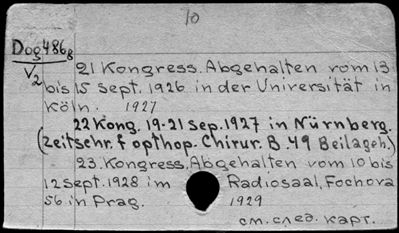 10
Dog486g
V2
21 Kongress. Abgehalten vom 13
bis 15 sept. 1926 in der Universität in
Köln. 1927
22 Kong. 19-21 sep. 1927 in Nürnberg.
(Zeitschr. f opthop. Chirur. B. 49 Beilageh.)
23. Kongress. Abgehalten vom 10 bis
12 sept. 1928 im Radiosaal, Fochova
56. in Prag. 1929
см. след. карт.